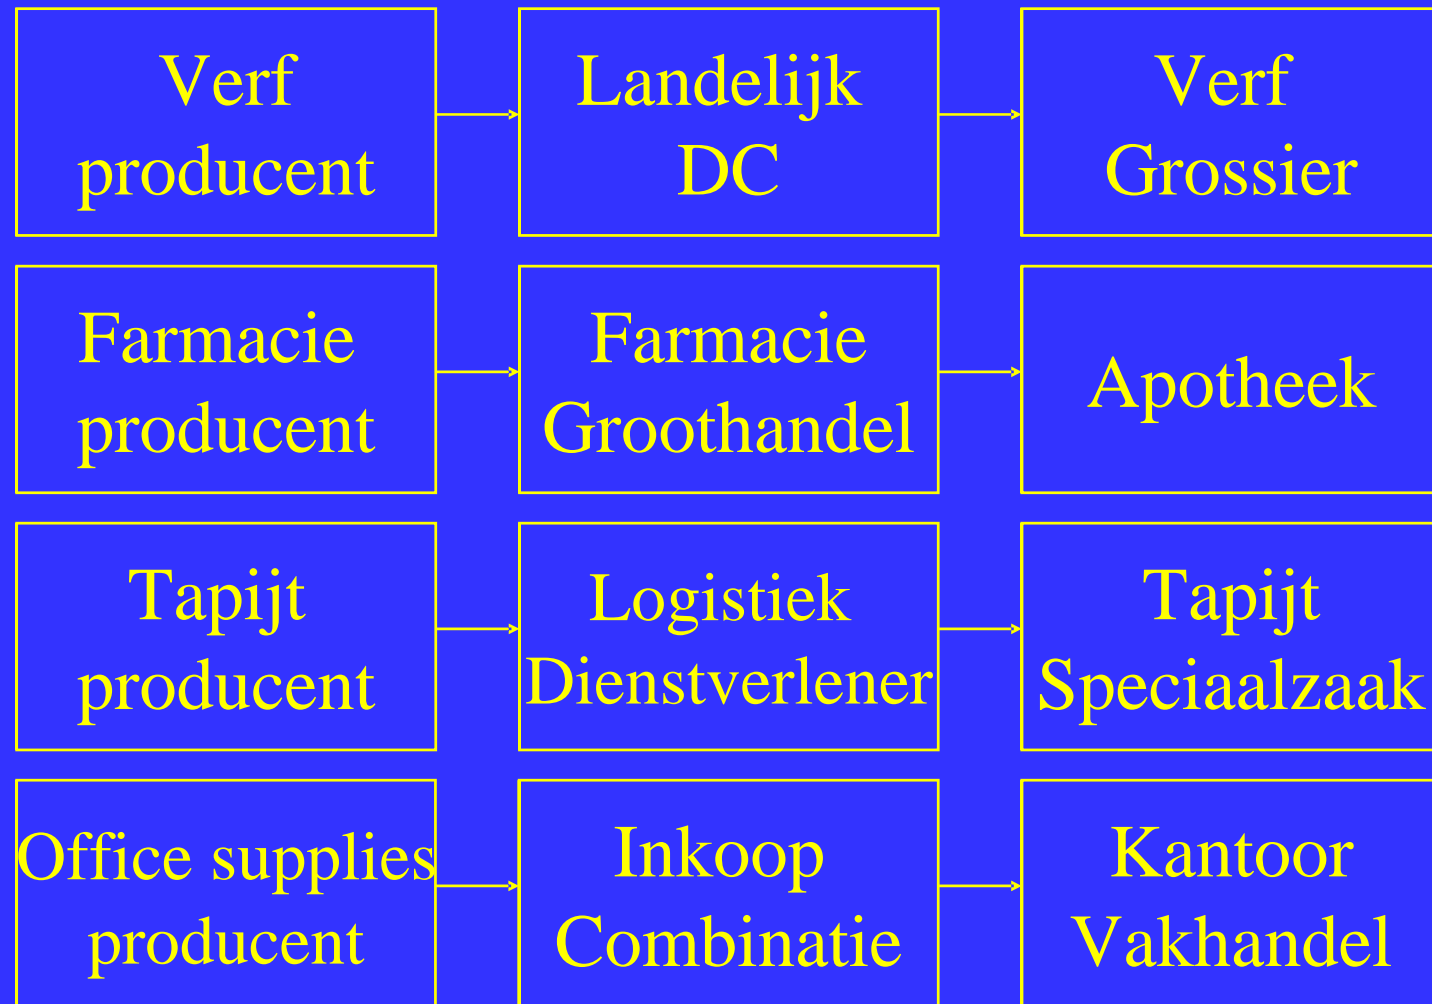 Verf
producent
Landelijk
DC
Verf
Grossier
Farmacie
producent
Farmacie
Groothandel
Apotheek
Tapijt
producent
Logistiek
Dienstverlener
Tapijt
Speciaalzaak
Office supplies
producent
Inkoop
Combinatie
Kantoor
Vakhandel